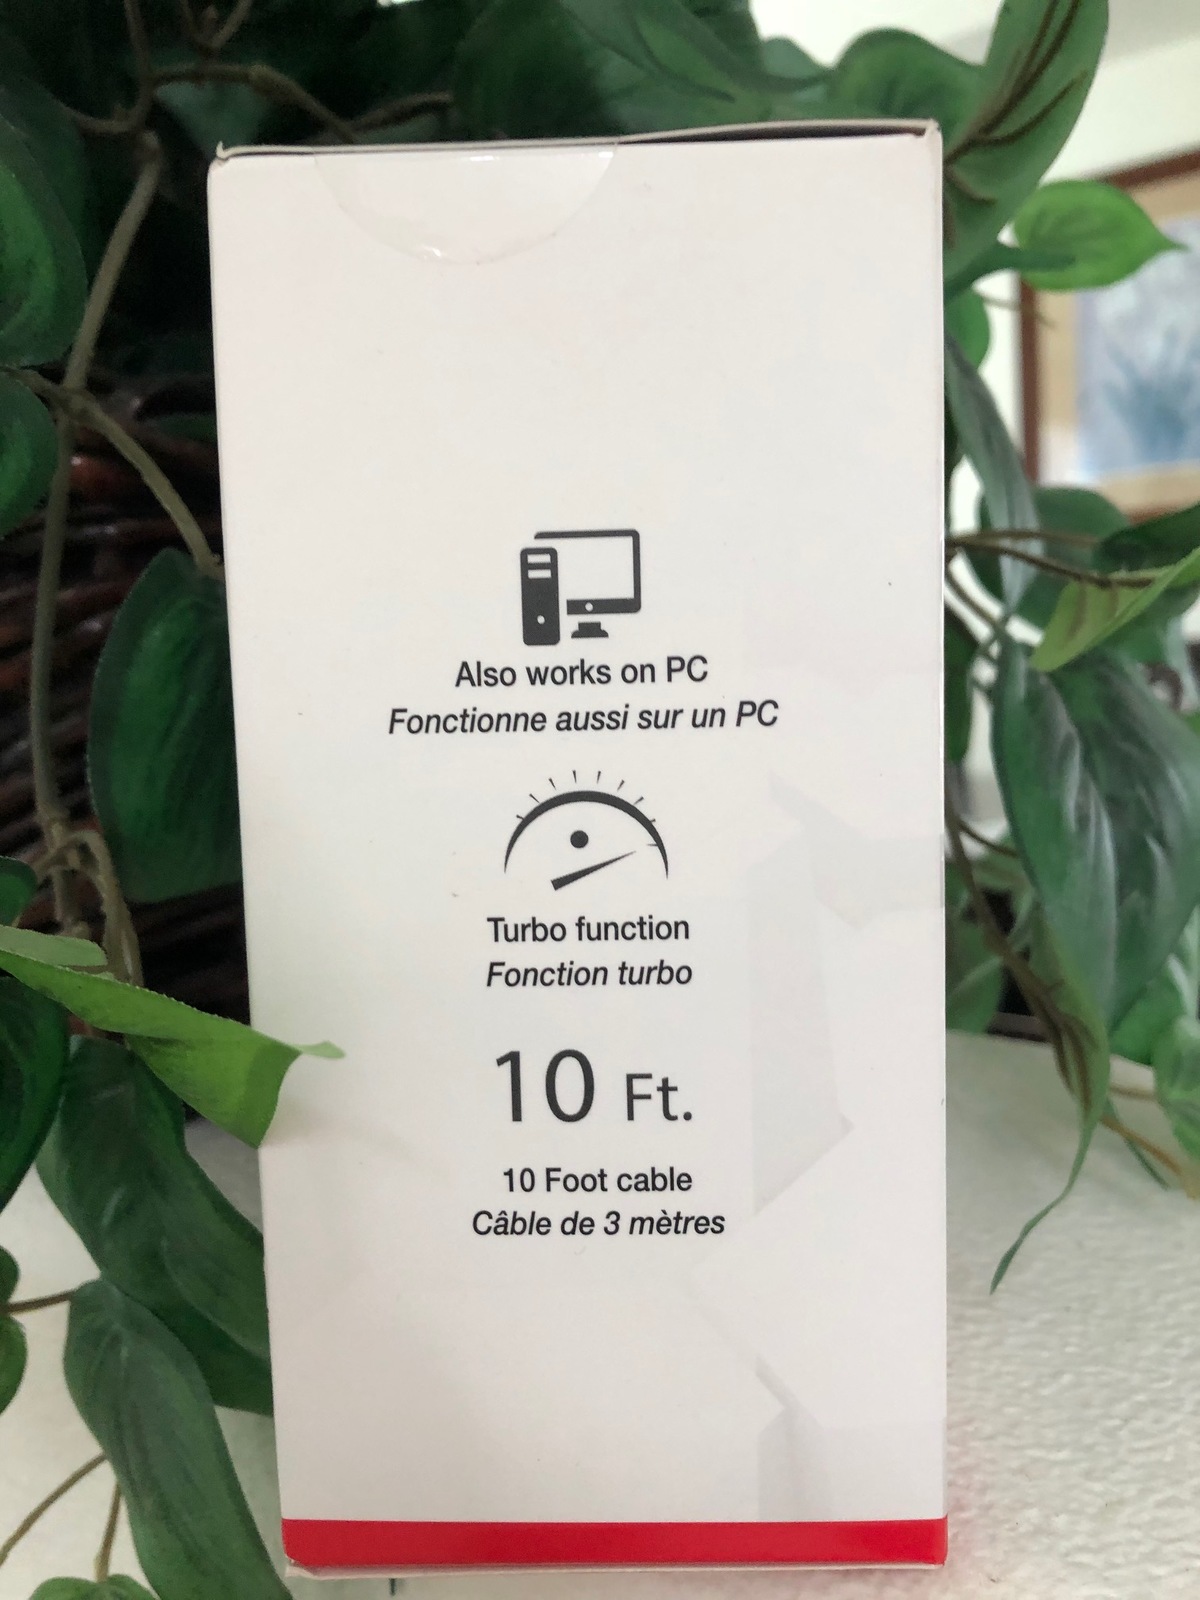 Also works on PC
Fonctionne aussi sur un PC
Turbo function
Fonction turbo
10 Ft.
10 Foot cable
Câble de 3 mètres